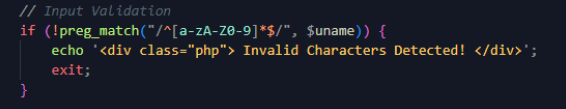 // Input Validation
if (!preg_match("/^[a-zA-Z0-9]*$/", $uname)) {
echo '<div class="php"> Invalid Characters Detected! </div>';
exit;
}